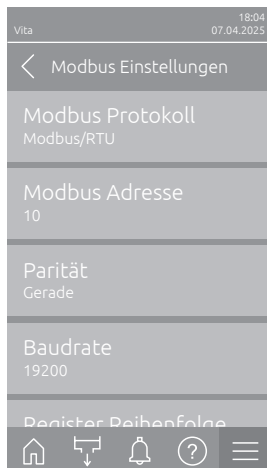 18:04
Vita
07.04.2025
Modbus Einstellungen
Modbus Protokoll
Modbus/RTU
Modbus Adresse
10
Parität
Gerade
Baudrate
19200
Register Reihenfolge
?